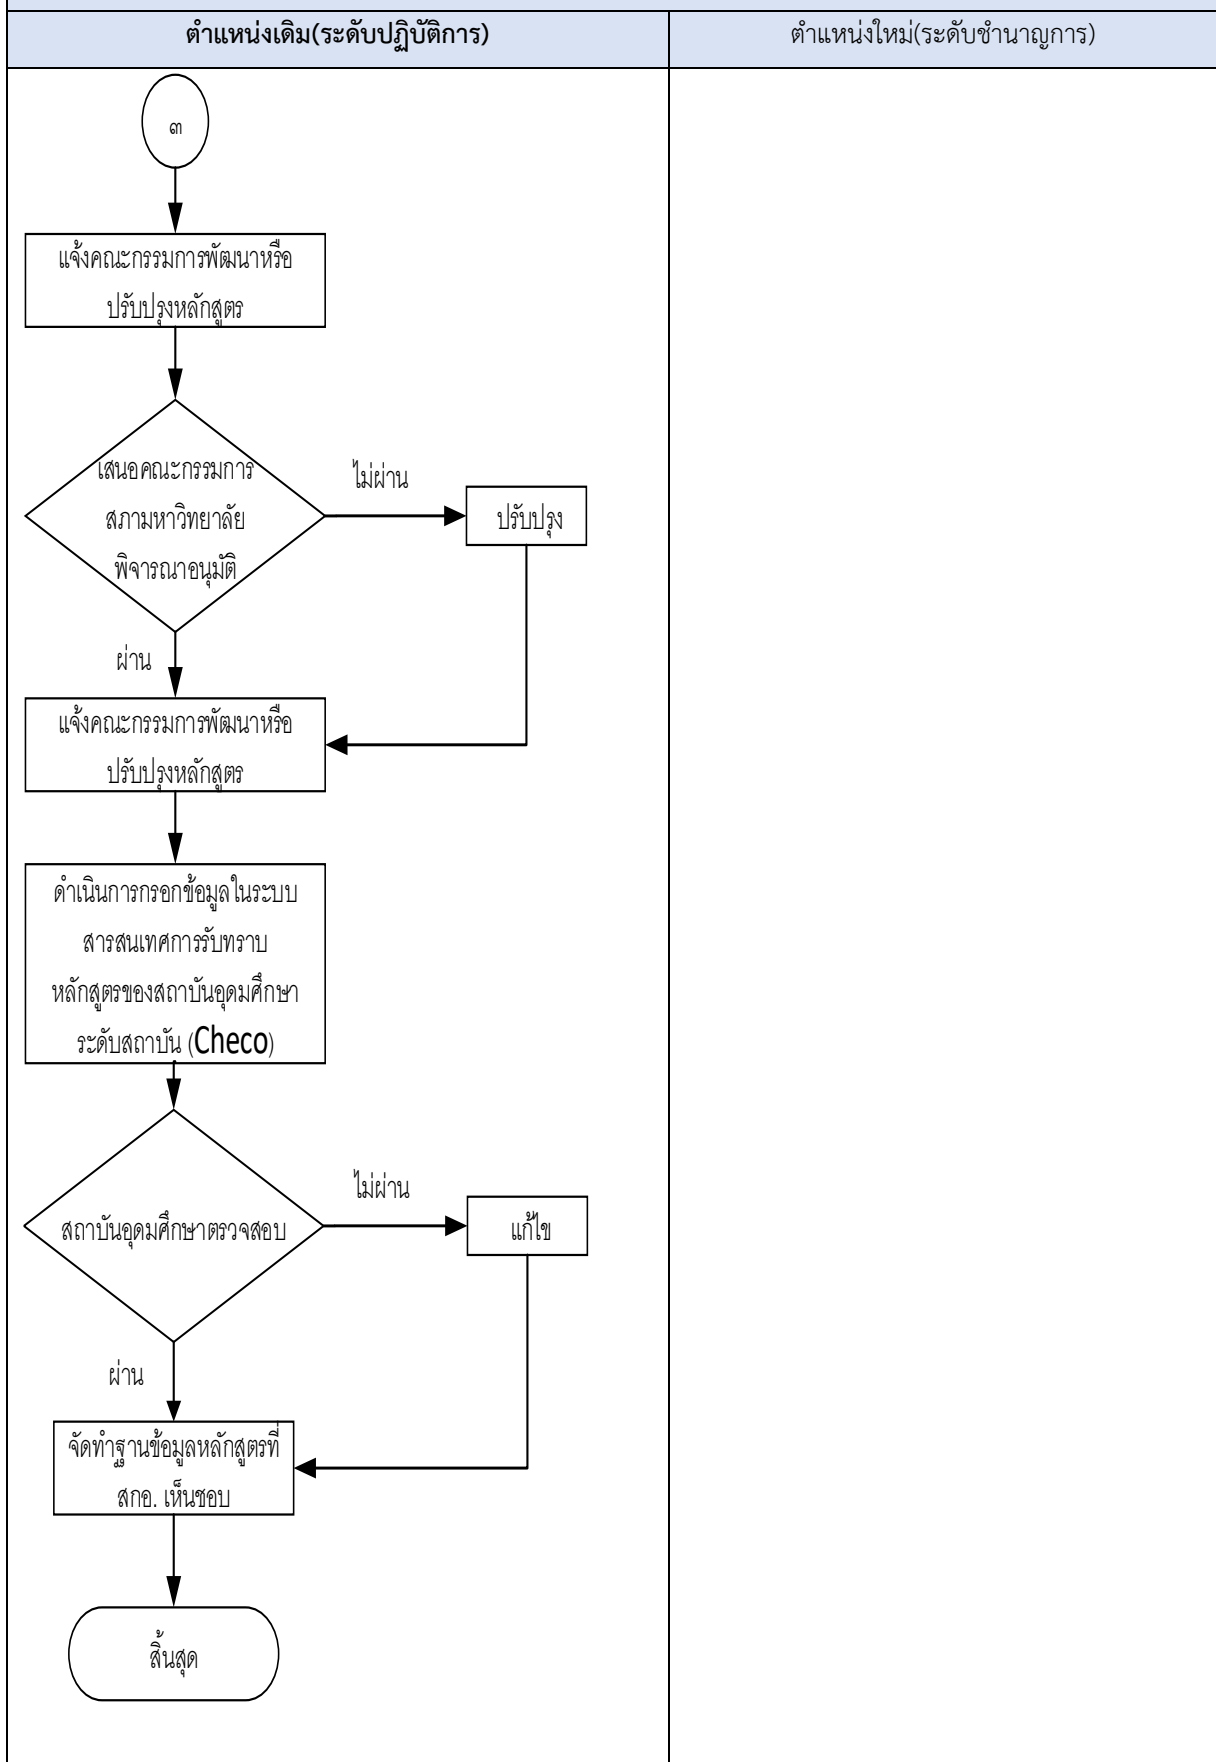 ตำแหน่งเดิม(ระดับปฏิบัติการ)
ตำแหน่งใหม่(ระดับชำนาญการ)
๓
แจ้งคณะกรรมการพัฒนาหรือ
ปรับปรุงหลักสูตร
เสนอคณะกรรมการ
สภามหาวิทยาลัย
พิจารณาอนุมัติ
ไม่ผ่าน
ปรับปรุง
ผ่าน
แจ้งคณะกรรมการพัฒนาหรือ
ปรับปรุงหลักสูตร
ดำเนินการกรอกข้อมูลในระบบ
สารสนเทศการรับทราบ
หลักสูตรของสถาบันอุดมศึกษา
ระดับสถาบัน (Checo)
ไม่ผ่าน
สถาบันอุดมศึกษาตรวจสอบ
แก้ไข
ผ่าน
จัดทำฐานข้อมูลหลักสูตรที่
สกอ. เห็นชอบ
สิ้นสุด